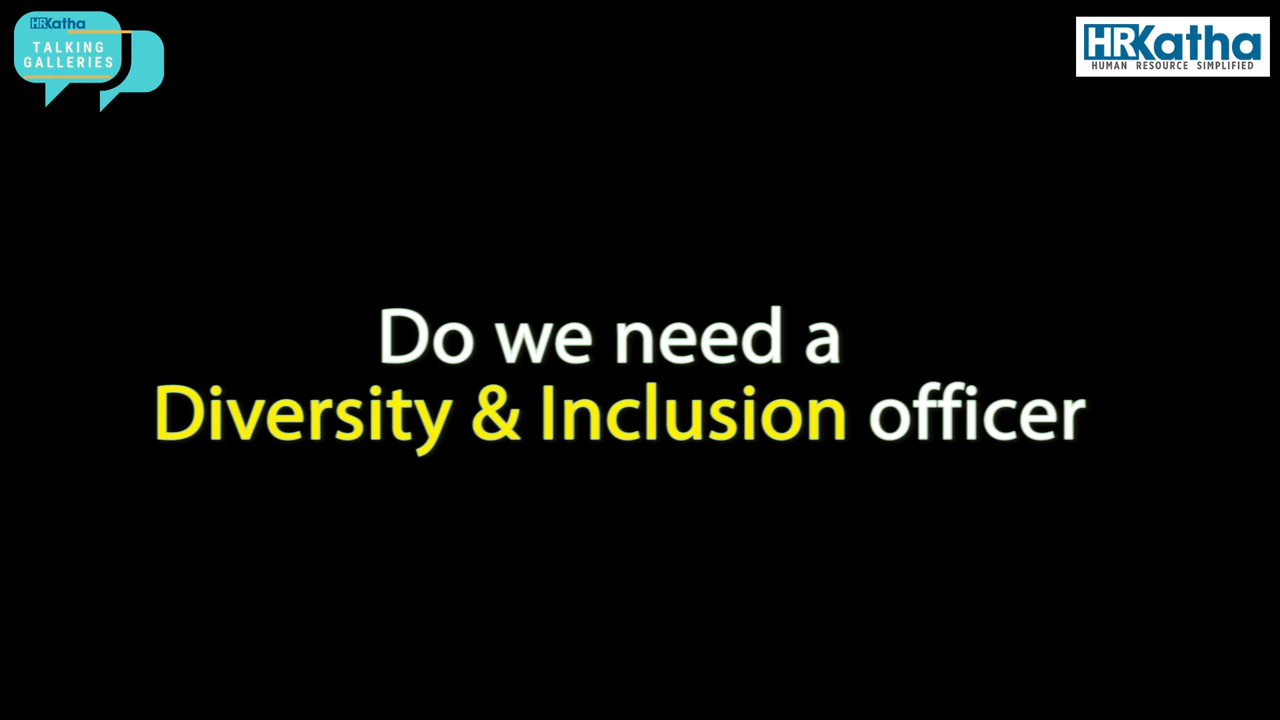 HRKatha
TALKING
GALLERIES
HRKatha
HUMAN RESOURCE SIMPLIFIED
Do we need a
Diversity & Inclusion officer